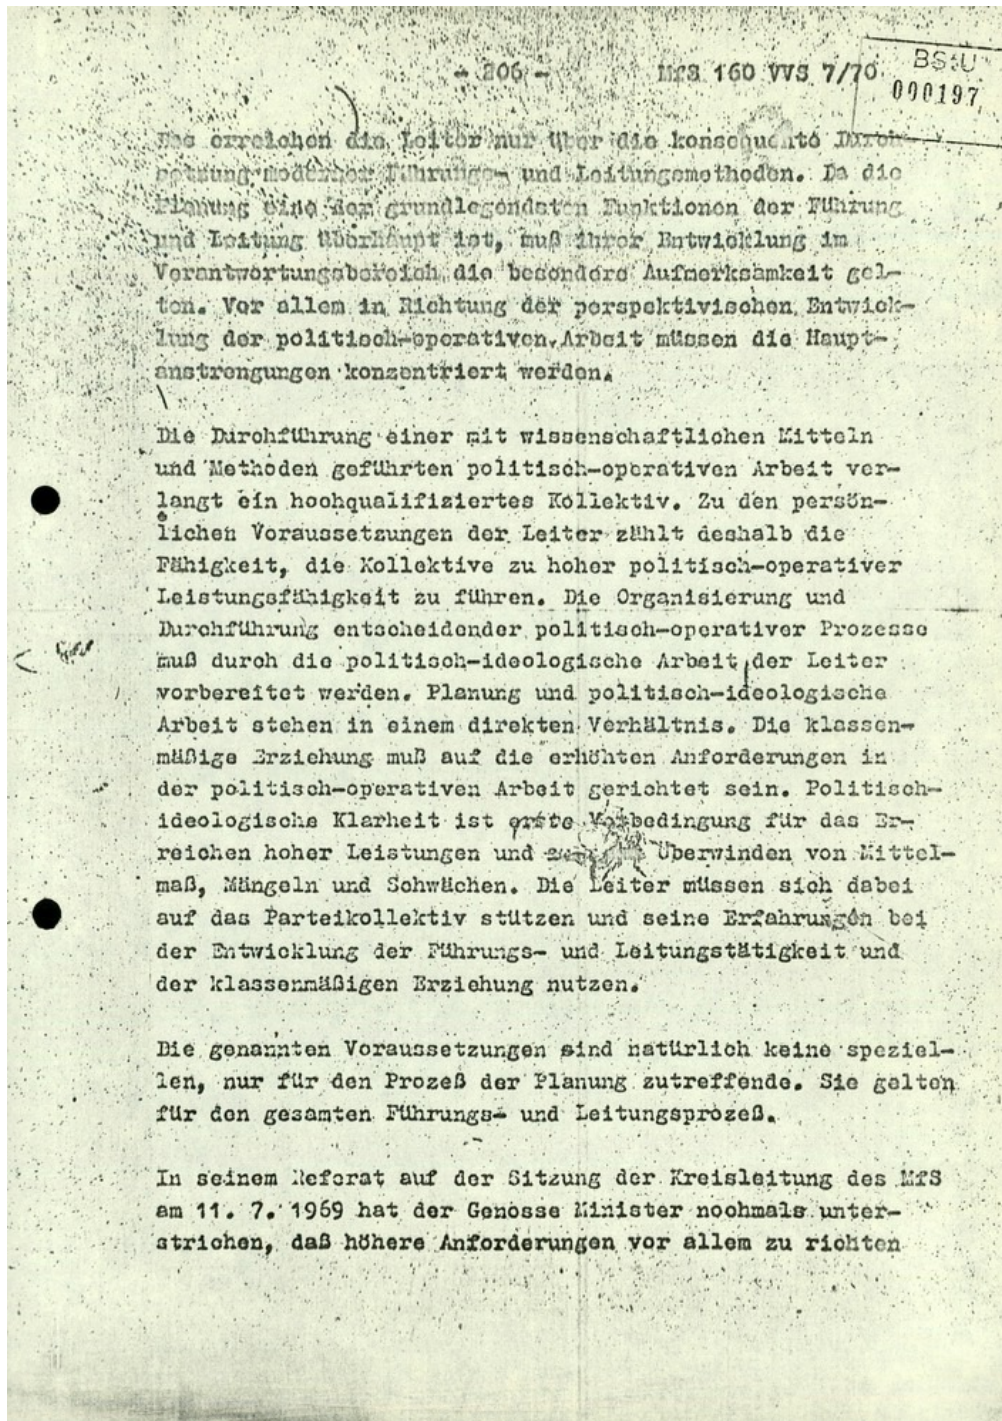 - 206 -
MfS 160 VVS 7/70
BStU
000197
Das erreichen die Leiter nur über die konsequente Durch-
setzung moderner Führungs- und Leitungsmethoden. Da die
Planung eine der grundlegendsten Funktionen der Führung
und Leitung überhaupt ist, muß ihrer Entwicklung im
Verantwortungsbereich die besondere Aufmerksamkeit gel-
ten. Vor allem in Richtung der perspektivischen Entwick-
lung der politisch-operativen Arbeit müssen die Haupt-
anstrengungen konzentriert werden.
Die Durchführung einer mit wissenschaftlichen Mitteln
und Methoden geführten politisch-operativen Arbeit ver-
langt ein hochqualifiziertes Kollektiv. Zu den persön-
lichen Voraussetzungen der Leiter zählt deshalb die
Fähigkeit, die Kollektive zu hoher politisch-operativer
Leistungsfähigkeit zu führen. Die Organisierung und
Durchführung entscheidender politisch-operativer Prozesse
muß durch die politisch-ideologische Arbeit der Leiter
vorbereitet werden. Planung und politisch-ideologische
Arbeit stehen in einem direkten Verhältnis. Die klassen-
mäßige Erziehung muß auf die erhöhten Anforderungen in
der politisch-operativen Arbeit gerichtet sein. Politisch-
ideologische Klarheit ist erste Vorbedingung für das Er-
reichen hoher Leistungen und Überwinden von Mittel-
maß, Mängeln und Schwächen. Die Leiter müssen sich dabei
auf das Parteikollektiv stützen und seine Erfahrungen bei
der Entwicklung der Führungs- und Leitungstätigkeit und
der klassenmäßigen Erziehung nutzen.
Die genannten Voraussetzungen sind natürlich keine speziel-
len, nur für den Prozeß der Planung zutreffende. Sie gelten
für den gesamten Führungs- und Leitungsprozeß.
In seinem Referat auf der Sitzung der Kreisleitung des MfS
am 11. 7. 1969 hat der Genosse Minister nochmals unter-
strichen, daß höhere Anforderungen vor allem zu richten